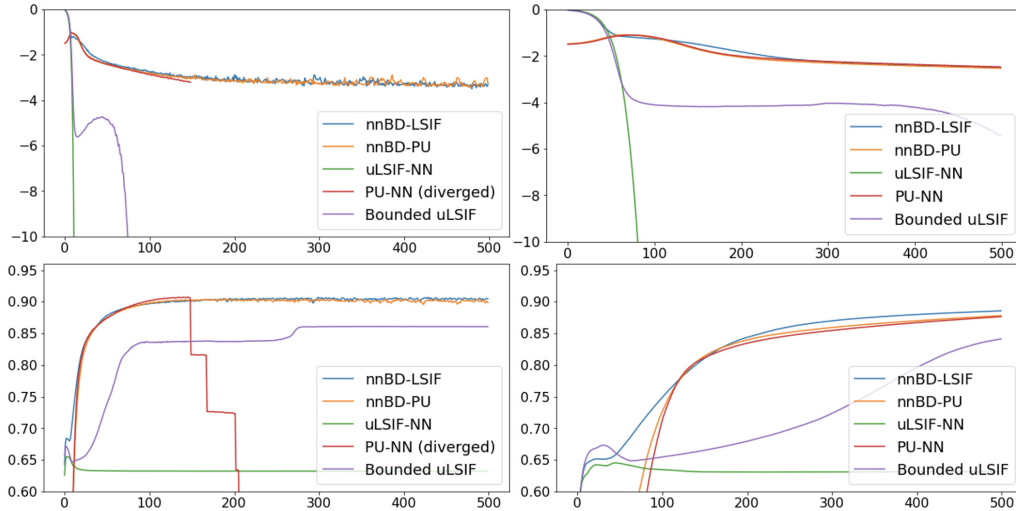 0
−2
−4
−6
−8
−10
0 100 200 300 400 500
nnBD-LSIF
nnBD-PU
uLSIF-NN
PU-NN (diverged)
Bounded uLSIF
0
−2
−4
−6
−8
−10
0 100 200 300 400 500
nnBD-LSIF
nnBD-PU
uLSIF-NN
PU-NN
Bounded uLSIF
0.95
0.90
0.85
0.80
0.75
0.70
0.65
0.60
0 100 200 300 400 500
nnBD-LSIF
nnBD-PU
uLSIF-NN
PU-NN (diverged)
Bounded uLSIF
0.95
0.90
0.85
0.80
0.75
0.70
0.65
0.60
0 100 200 300 400 500
nnBD-LSIF
nnBD-PU
uLSIF-NN
PU-NN
Bounded uLSIF